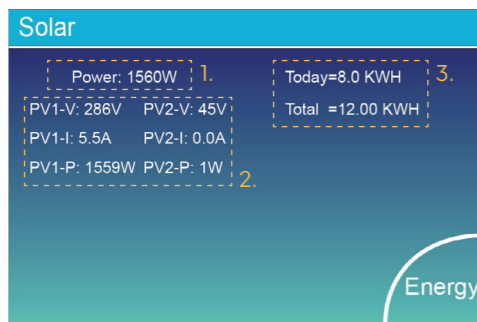 Solar
Power: 1560W 1.
PV1-V: 286V PV2-V: 45V
PV1-I: 5.5A PV2-I: 0.0A
PV1-P: 1559W PV2-P: 1W
2.
Today=8.0 KWH 3.
Total =12.00 KWH
Energy